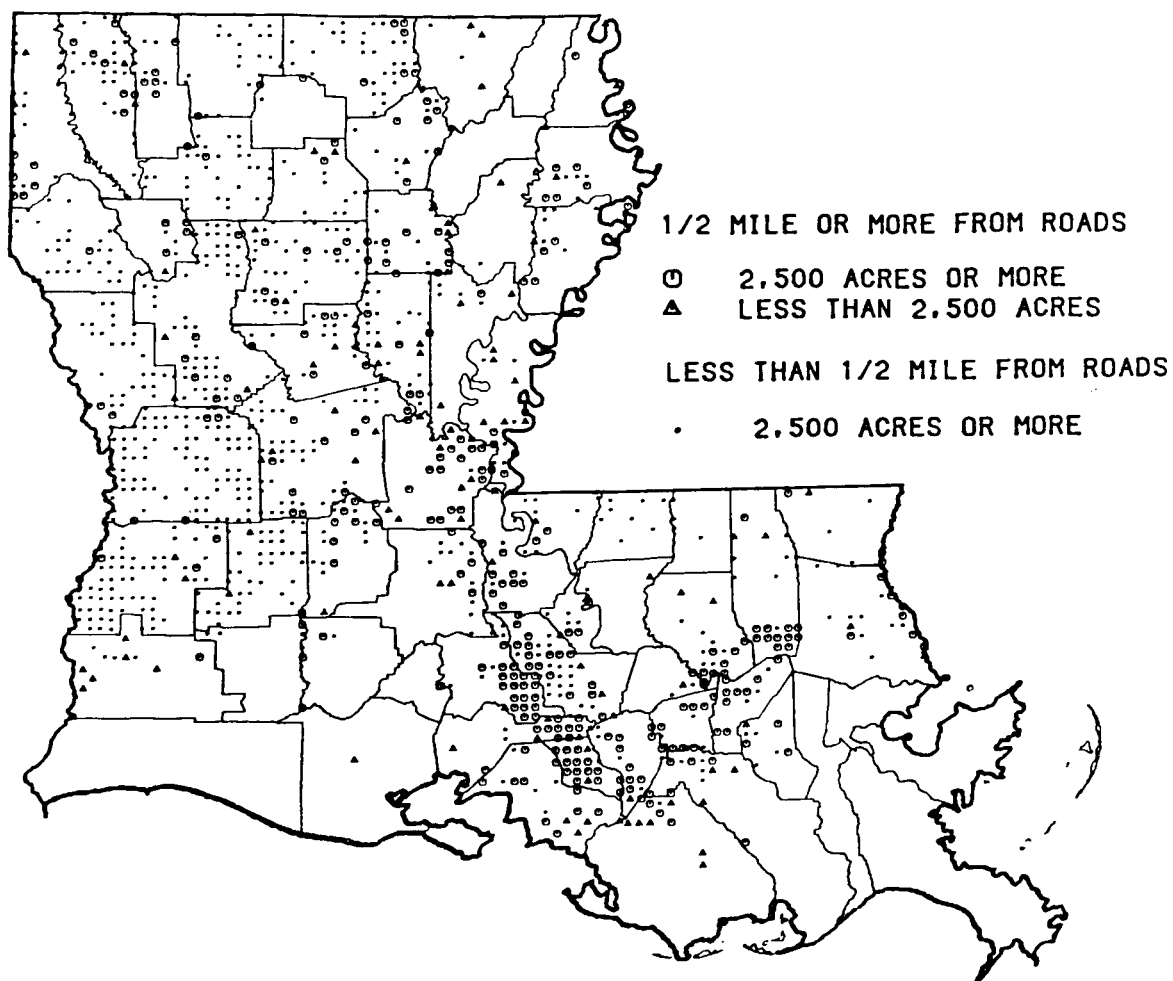 1/2 MILE OR MORE FROM ROADS
2,500 ACRES OR MORE
LESS THAN 2,500 ACRES
LESS THAN 1/2 MILE FROM ROADS
2,500 ACRES OR MORE